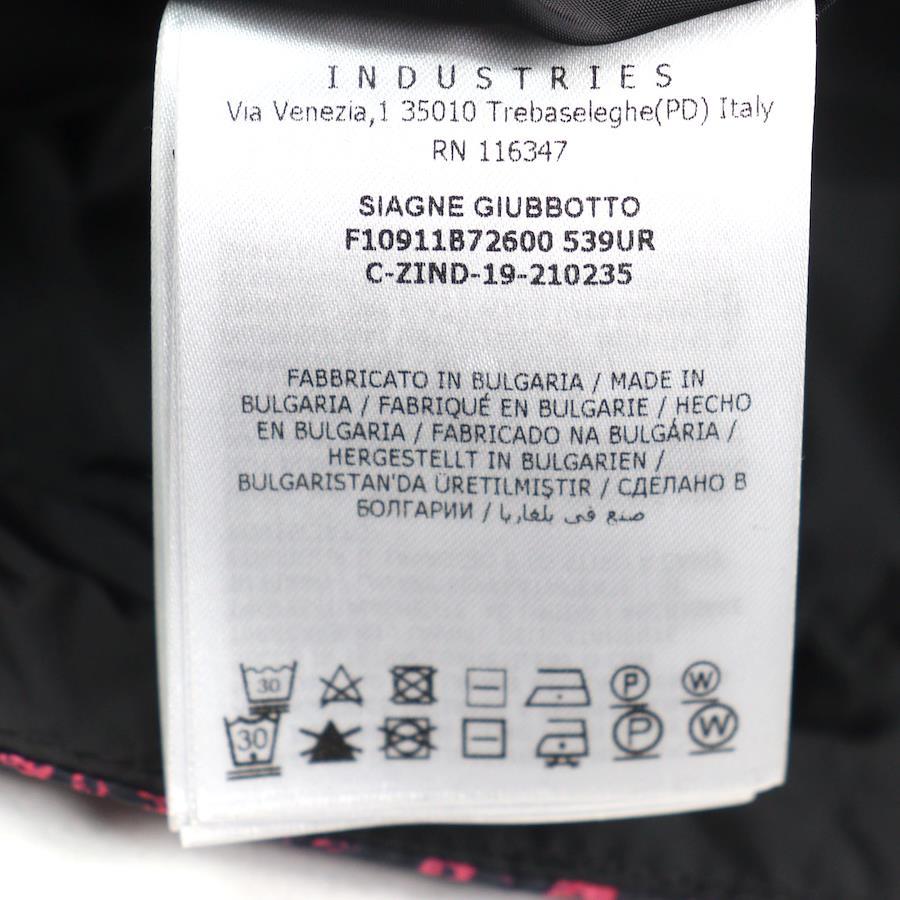 INDUSTRIES
Via Venezia,1 35010 Trebaseleghe(PD) Italy
RN 116347
SIAGNE GIUBBOTTO
F10911B72600 539UR
C-ZIND-19-210235
FABBRICATO IN BULGARIA / MADE IN
BULGARIA / FABRIQUÉ EN BULGARIE / HECHO
EN BULGARIA / FABRICADO NA BULGÁRIA /
HERGESTELLT IN BULGARIEN /
BULGARISTAN'DA ÜRETILMIŞTIR / СДЕЛАНО В
БОЛГАРИИ / صنع في بلغاريا
30 P W
30 P W